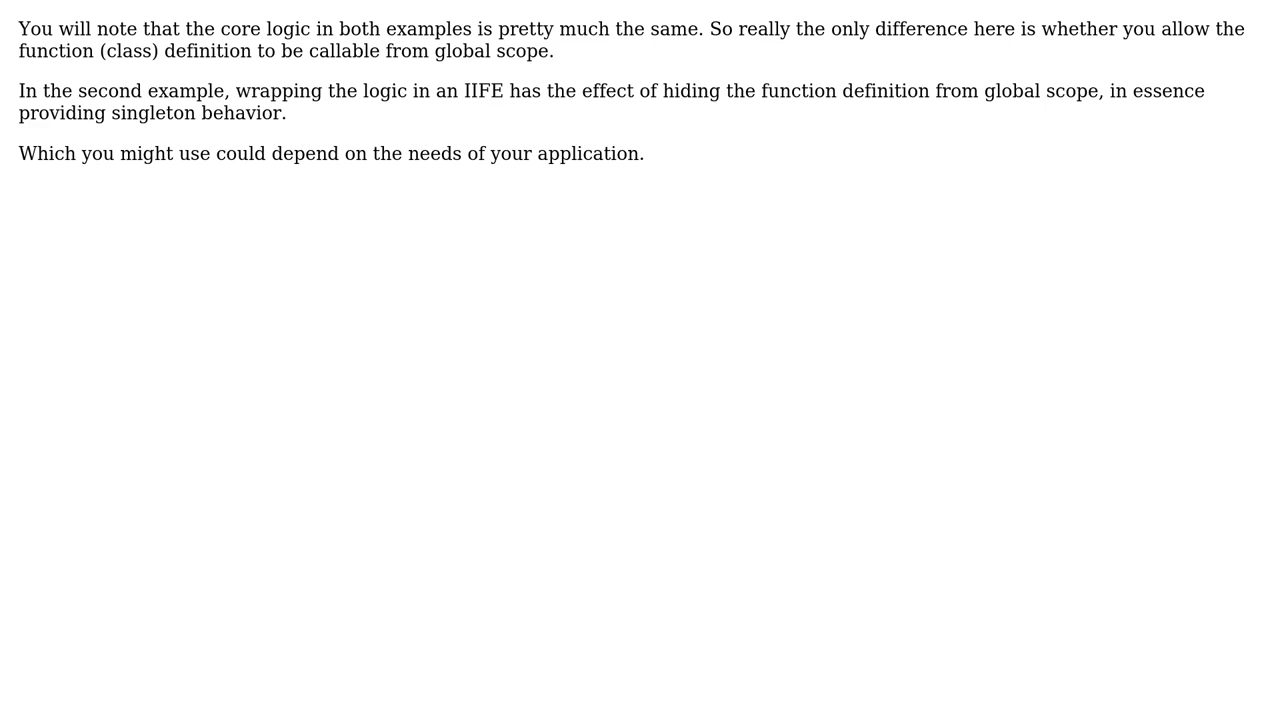 You will note that the core logic in both examples is pretty much the same. So really the only difference here is whether you allow the
function (class) definition to be callable from global scope.
In the second example, wrapping the logic in an IIFE has the effect of hiding the function definition from global scope, in essence
providing singleton behavior.
Which you might use could depend on the needs of your application.